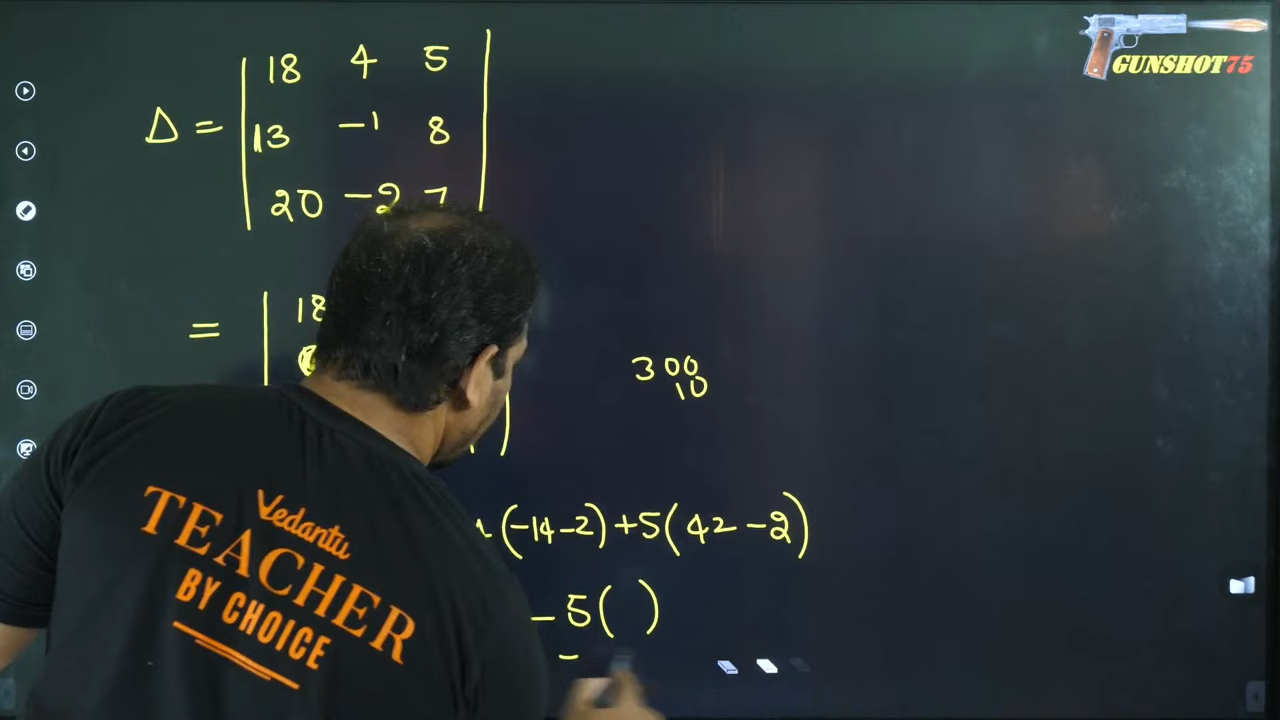 GUNSHOT75
18 4 5
Δ = 13 -1 8
20 -2 7
= 18
300
10
(-14-2)+5(42-2)
-5( )
-
Vedantu
TEACHER
BY CHOICE